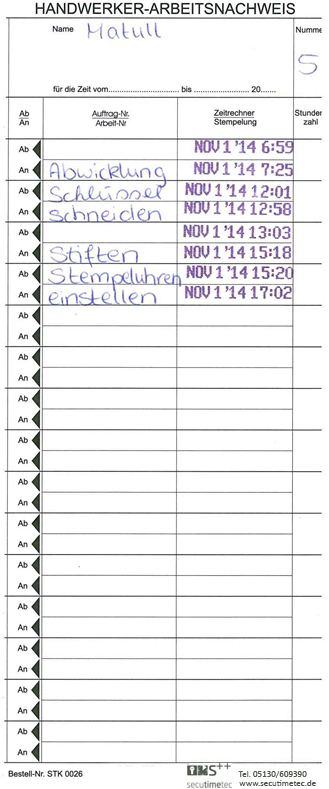 HANDWERKER-ARBEITSNACHWEIS
Name Matull Numme
5
für die Zeit vom.............................. bis ........................ 20.......
Ab An Auftrag-Nr. Arbeit-Nr Zeitrechner Stempelung Stunden zahl
Ab NOV 1 '14 6:59
An Abwicklung NOV 1 '14 7:25
Ab Schlüssel NOV 1 '14 12:01
An schneiden NOV 1 '14 12:58
Ab NOV 1 '14 13:03
An Stiften NOV 1 '14 15:18
Ab Stempeluhren NOV 1 '14 15:20
An einstellen NOV 1 '14 17:02
Ab
An
Ab
An
Ab
An
Ab
An
Ab
An
Ab
An
Ab
An
Ab
An
Ab
An
Ab
An
Ab
An
Bestell-Nr. STK 0026 Tel. 05130/609390
secutimetec www.secutimetec.de